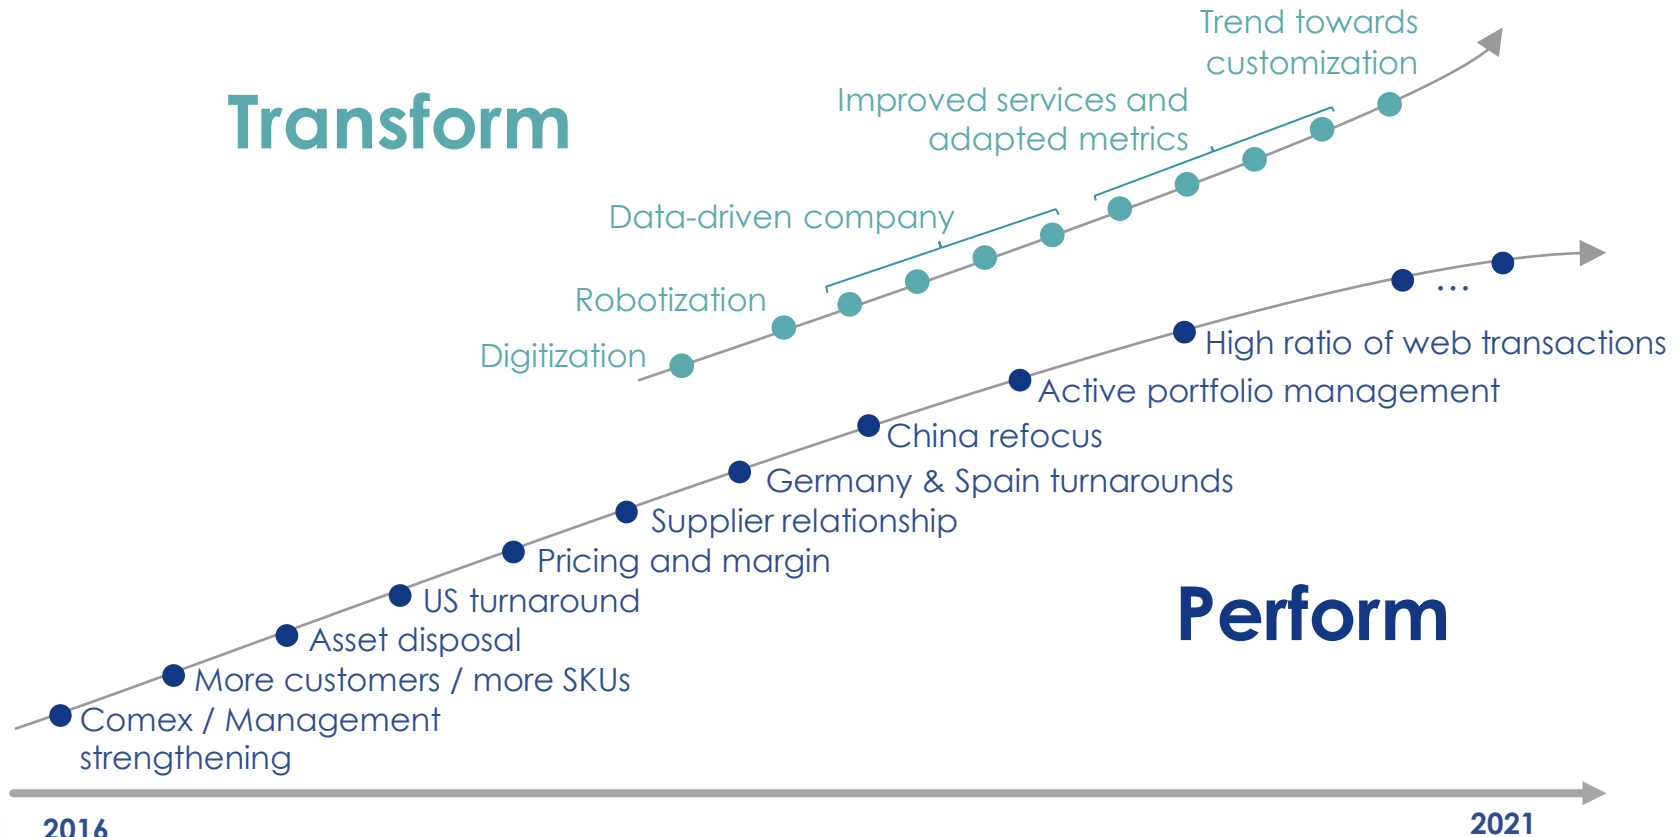 Trend towards
customization
Transform
Improved services and
adapted metrics
Data-driven company
Robotization
Digitization
...
High ratio of web transactions
Active portfolio management
China refocus
Germany & Spain turnarounds
Supplier relationship
Pricing and margin
US turnaround
Perform
Asset disposal
More customers / more SKUs
Comex / Management
strengthening
2016
2021